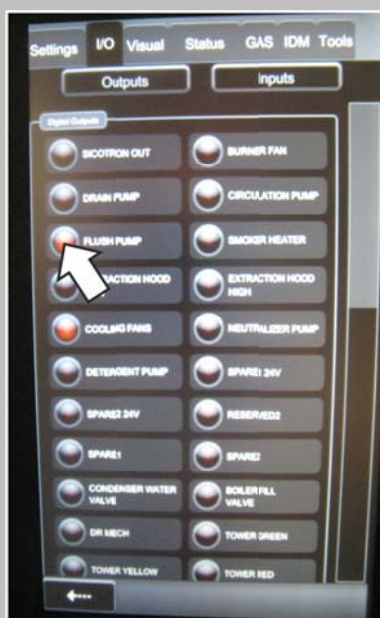 Settings I/O Visual Status GAS IDM Tools
Outputs Inputs
Digital Outputs
SICOTRON OUT BURNER FAN
DRAIN PUMP CIRCULATION PUMP
FLUSH PUMP SMOKER HEATER
EXTRACTION HOOD
HIGH
COOLING FANS NEUTRALIZER PUMP
DETERGENT PUMP SPARE1 24V
SPARE2 24V RESERVED2
SPARE1 SPARE2
CONDENSER WATER
VALVE
BOILER FILL
VALVE
DR MECH TOWER GREEN
TOWER YELLOW TOWER RED